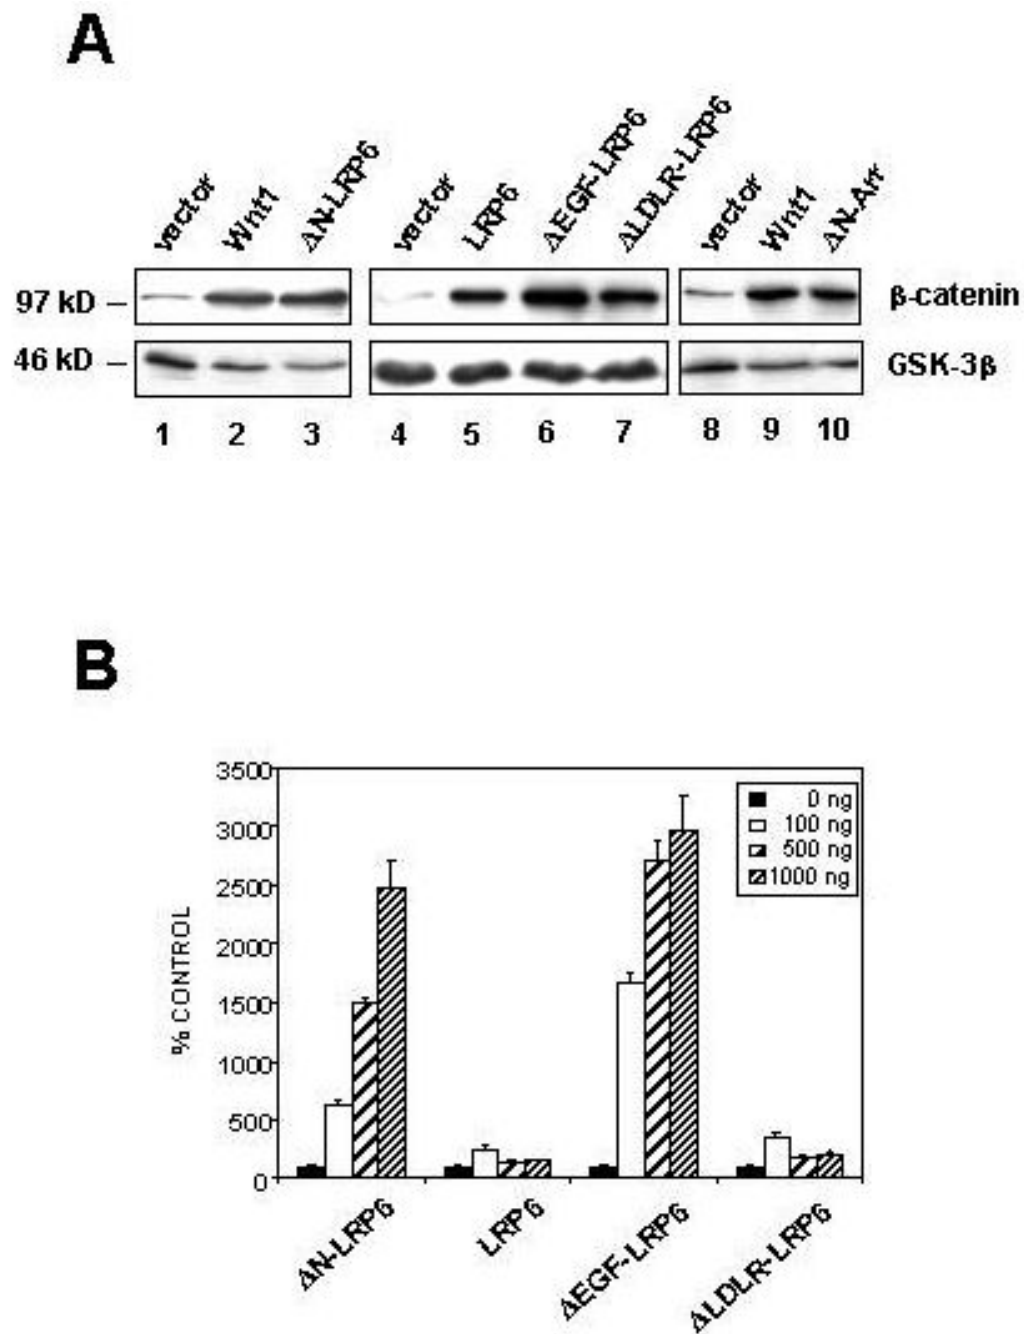 A
vector Wnt1 ΔN-LRP6 vector LRP6 ΔEGF-LRP6 ΔLDLR-LRP6 vector Wnt1 ΔN-Arr
97 kD – β-catenin
46 kD – GSK-3β
1 2 3 4 5 6 7 8 9 10
B
3500
3000
2500
2000
1500
1000
500
0
% CONTROL
0 ng
100 ng
500 ng
1000 ng
ΔN-LRP6 LRP6 ΔEGF-LRP6 ΔLDLR-LRP6